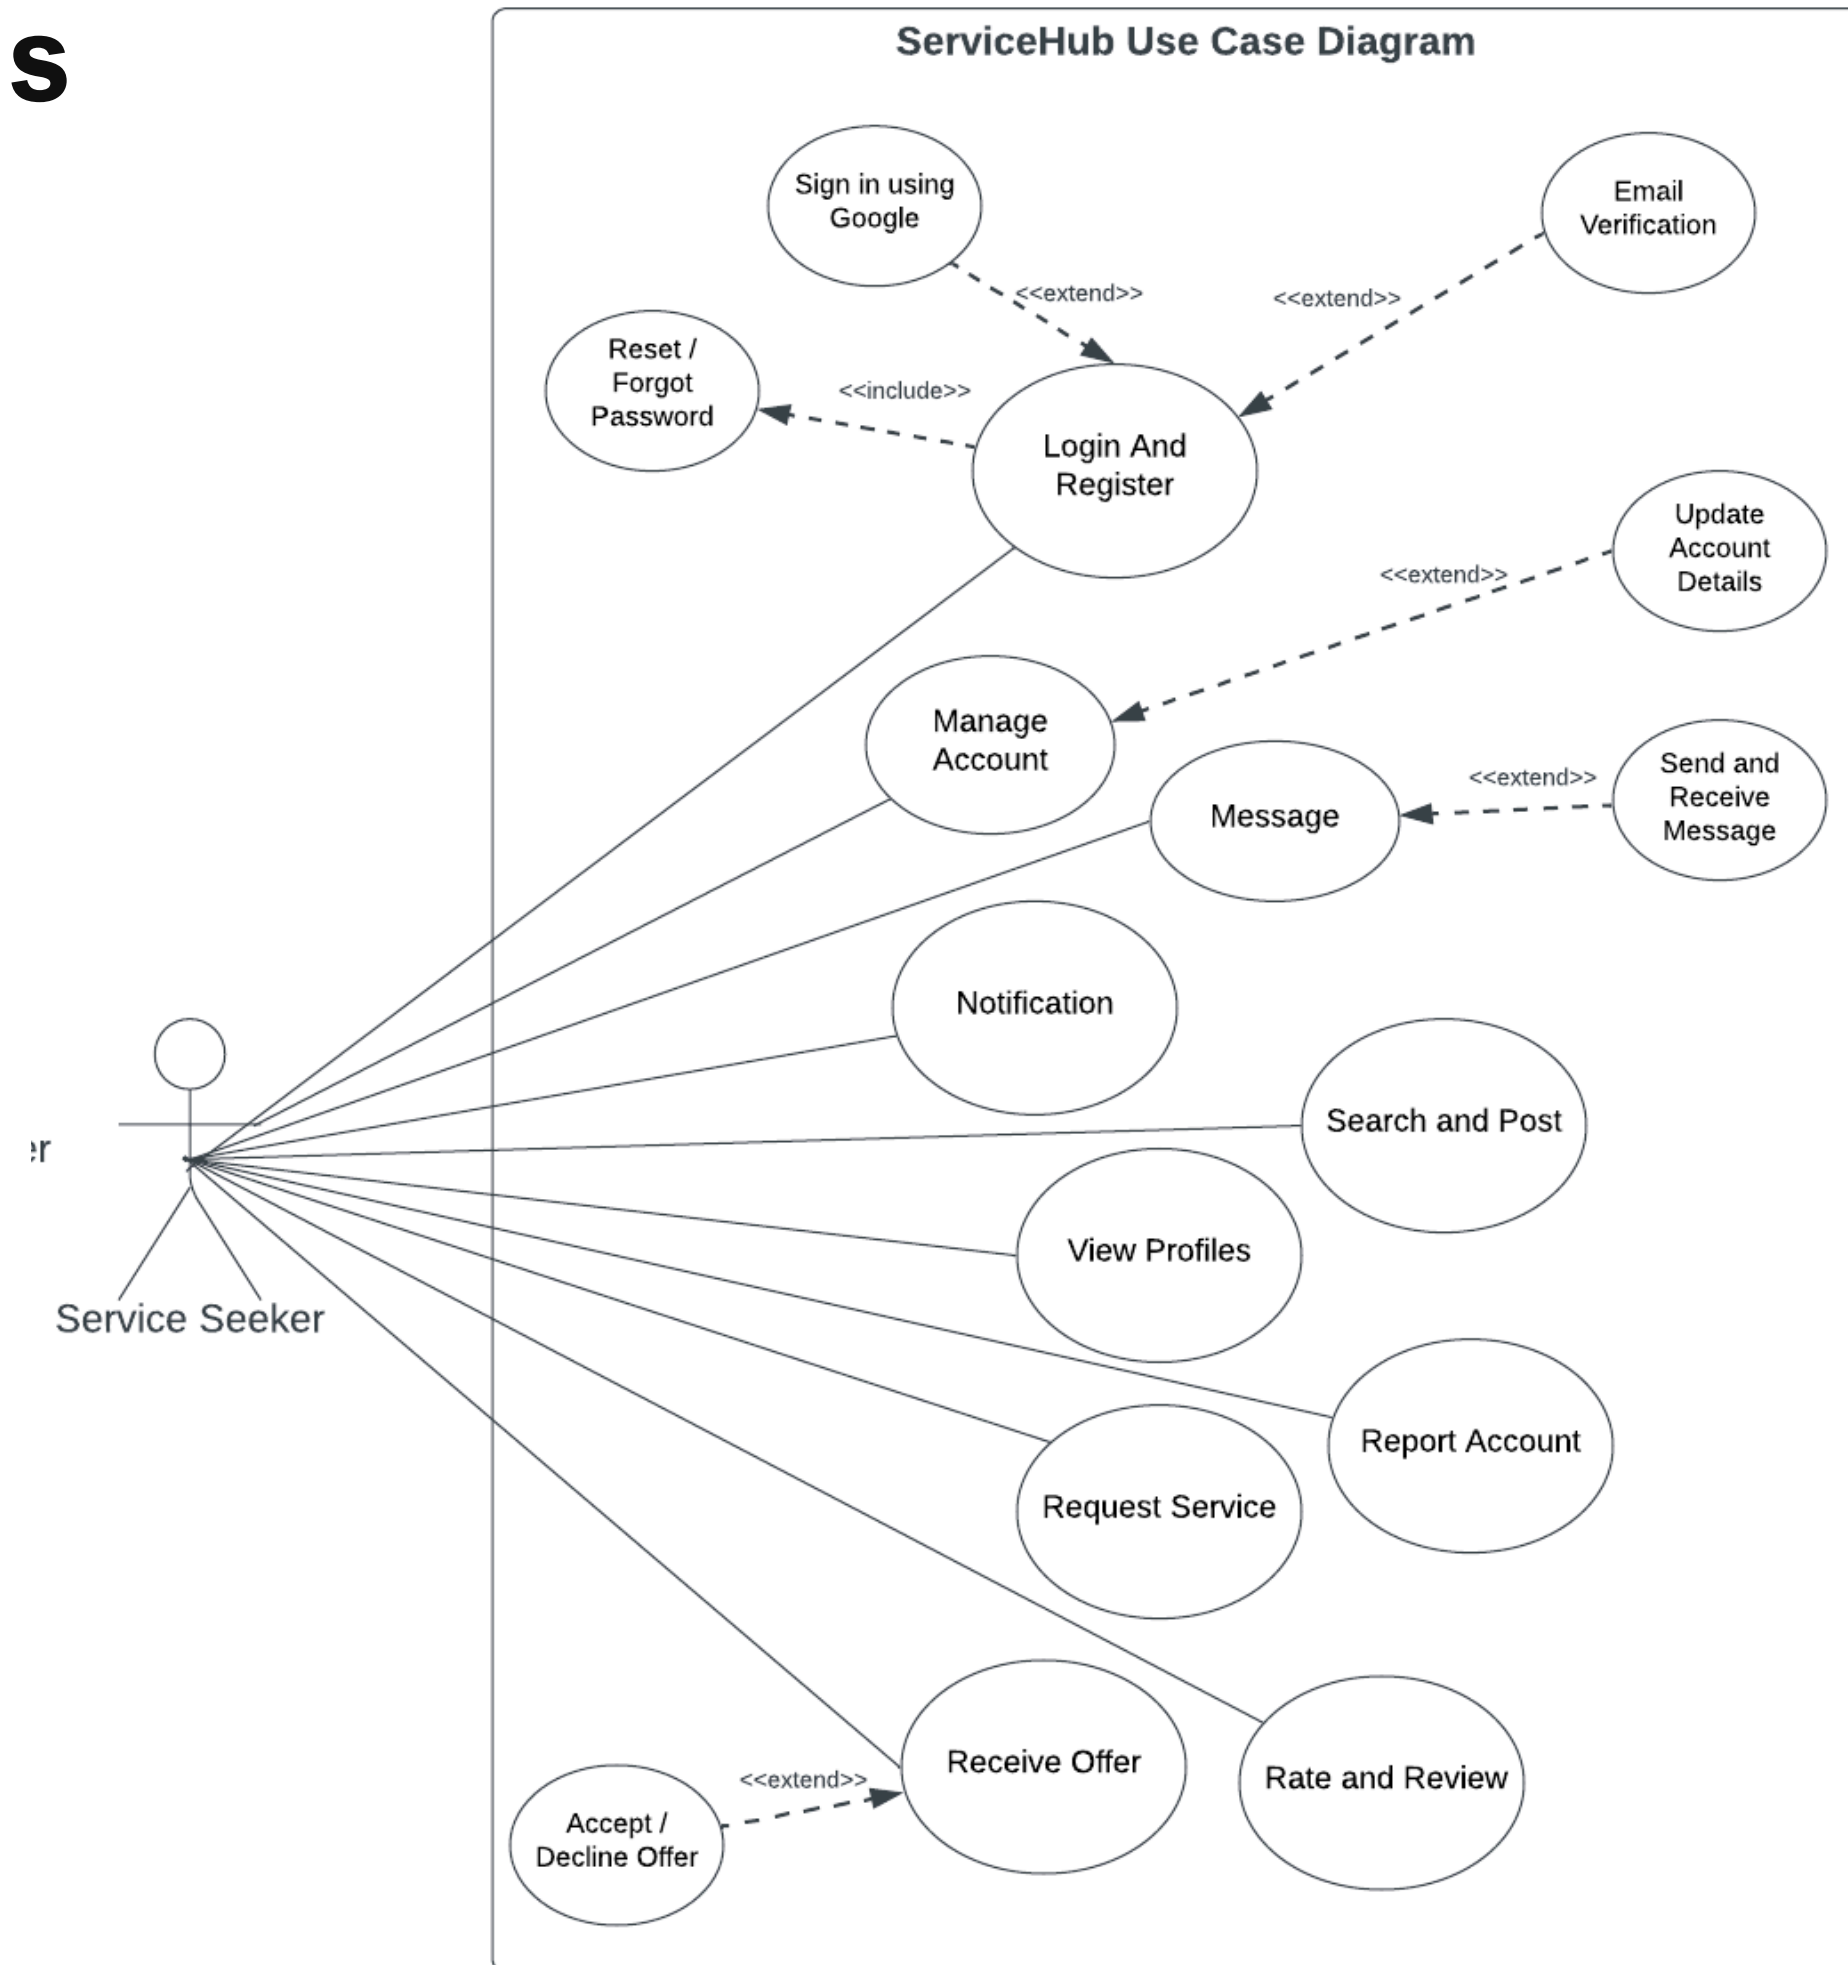 s
ServiceHub Use Case Diagram
Sign in using
Google
Email
Verification
<<extend>>
<<extend>>
Reset /
Forgot
Password
<<include>>
Login And
Register
Update
Account
Details
<<extend>>
Manage
Account
Message
<<extend>>
Send and
Receive
Message
Notification
Search and Post
er
View Profiles
Service Seeker
Report Account
Request Service
Receive Offer
Rate and Review
<<extend>>
Accept /
Decline Offer